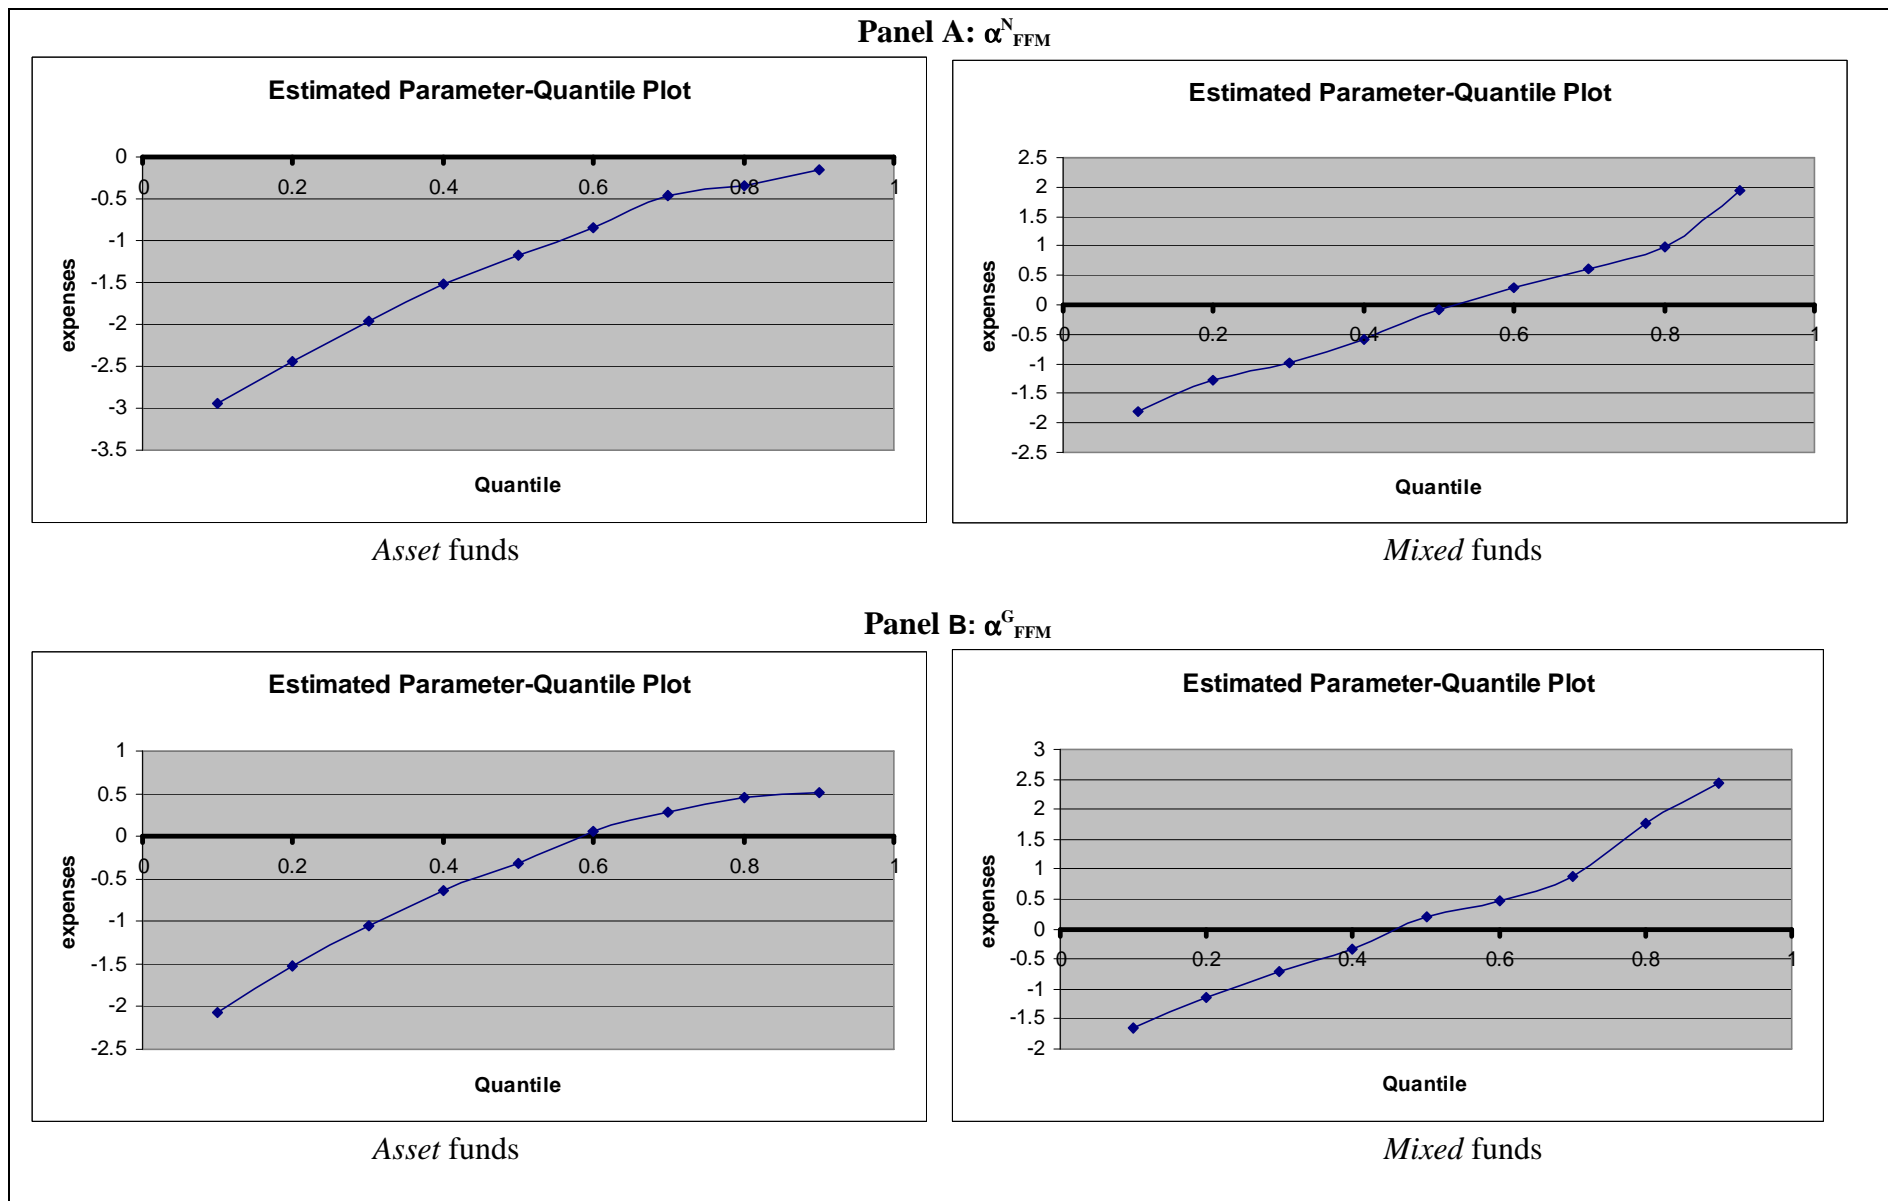 Panel A: α^N_FFM
Estimated Parameter-Quantile Plot
0
-0.5
-1
-1.5
-2
-2.5
-3
-3.5
0 0.2 0.4 0.6 0.8 1
expenses
Quantile
Asset funds
Estimated Parameter-Quantile Plot
2.5
2
1.5
1
0.5
0
-0.5
-1
-1.5
-2
-2.5
0 0.2 0.4 0.6 0.8 1
expenses
Quantile
Mixed funds
Panel B: α^G_FFM
Estimated Parameter-Quantile Plot
1
0.5
0
-0.5
-1
-1.5
-2
-2.5
0 0.2 0.4 0.6 0.8 1
expenses
Quantile
Asset funds
Estimated Parameter-Quantile Plot
3
2.5
2
1.5
1
0.5
0
-0.5
-1
-1.5
-2
0 0.2 0.4 0.6 0.8 1
expenses
Quantile
Mixed funds